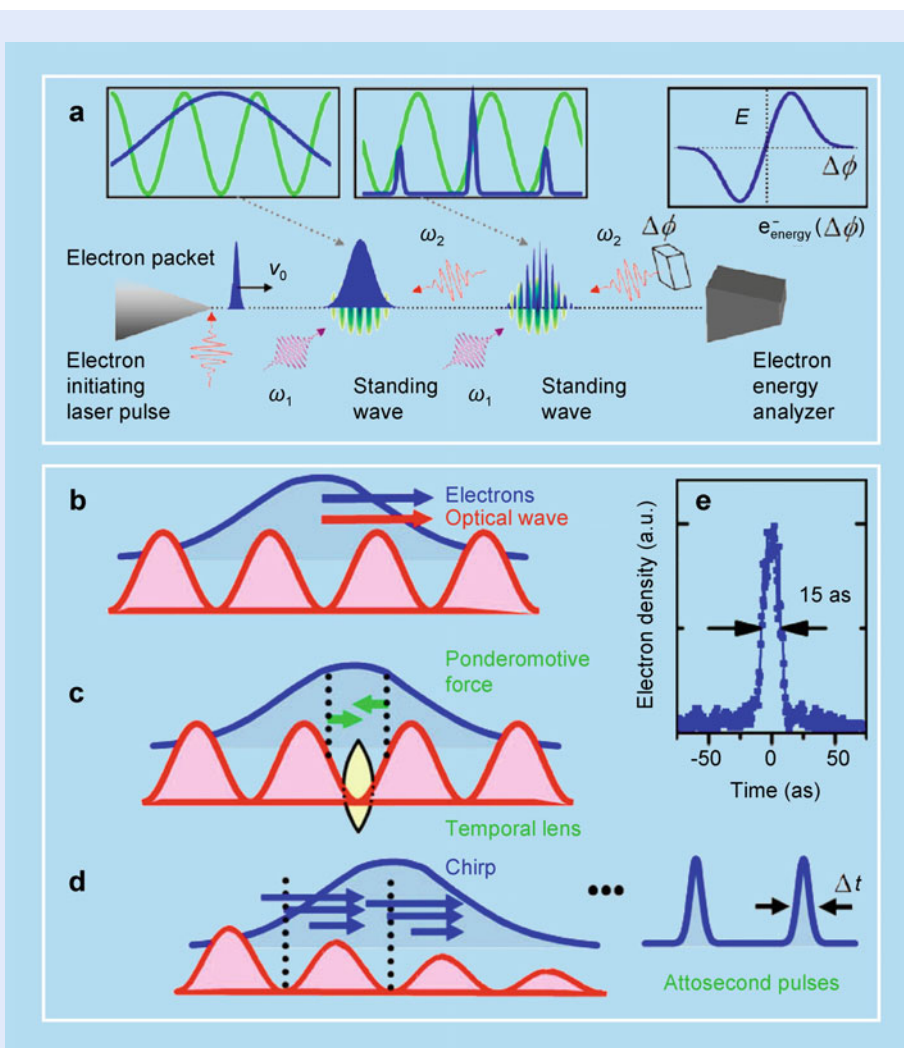 a
E
Δϕ
e⁻energy (Δϕ)
Electron packet
v0
ω2
ω2
Δϕ
Electron
initiating
laser pulse
ω1
Standing
wave
ω1
Standing
wave
Electron
energy
analyzer
b
Electrons
Optical wave
c
Ponderomotive
force
Temporal lens
d
Chirp
•••
Δt
Attosecond pulses
e
Electron density (a.u.)
15 as
-50 0 50
Time (as)